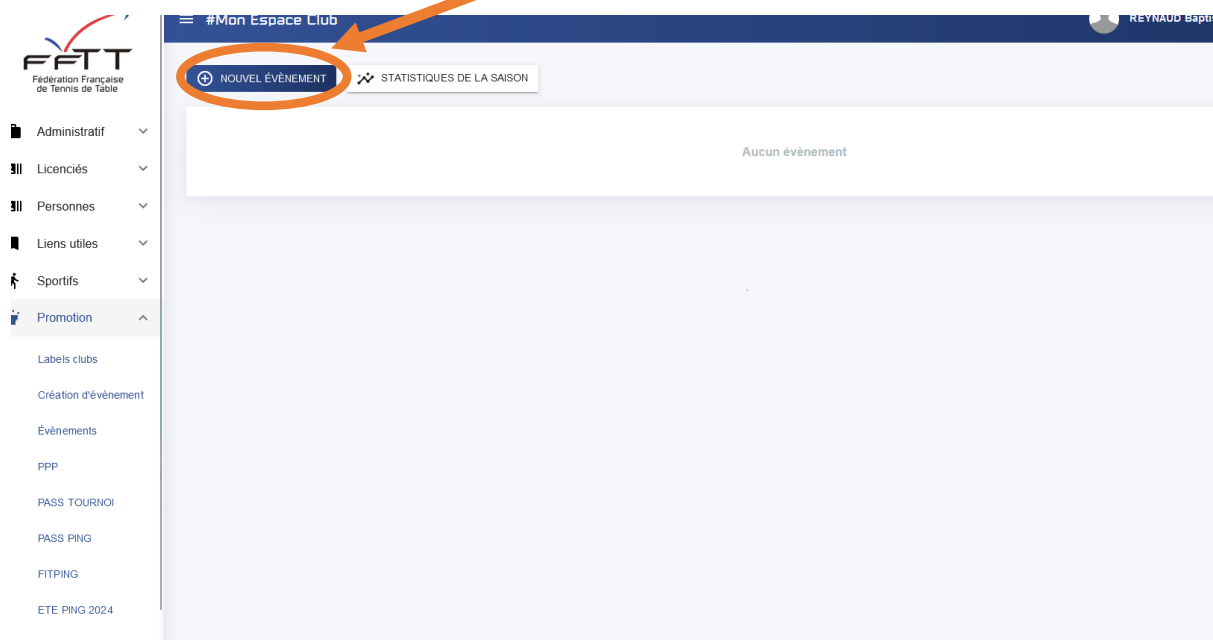 #Mon Espace Club
REYNAUD Baptis
FFTT
Fédération Française
de Tennis de Table
NOUVEL ÉVÈNEMENT
STATISTIQUES DE LA SAISON
Aucun évènement
Administratif
Licenciés
Personnes
Liens utiles
Sportifs
Promotion
Labels clubs
Création d'évènement
Évènements
PPP
PASS TOURNOI
PASS PING
FITPING
ETE PING 2024